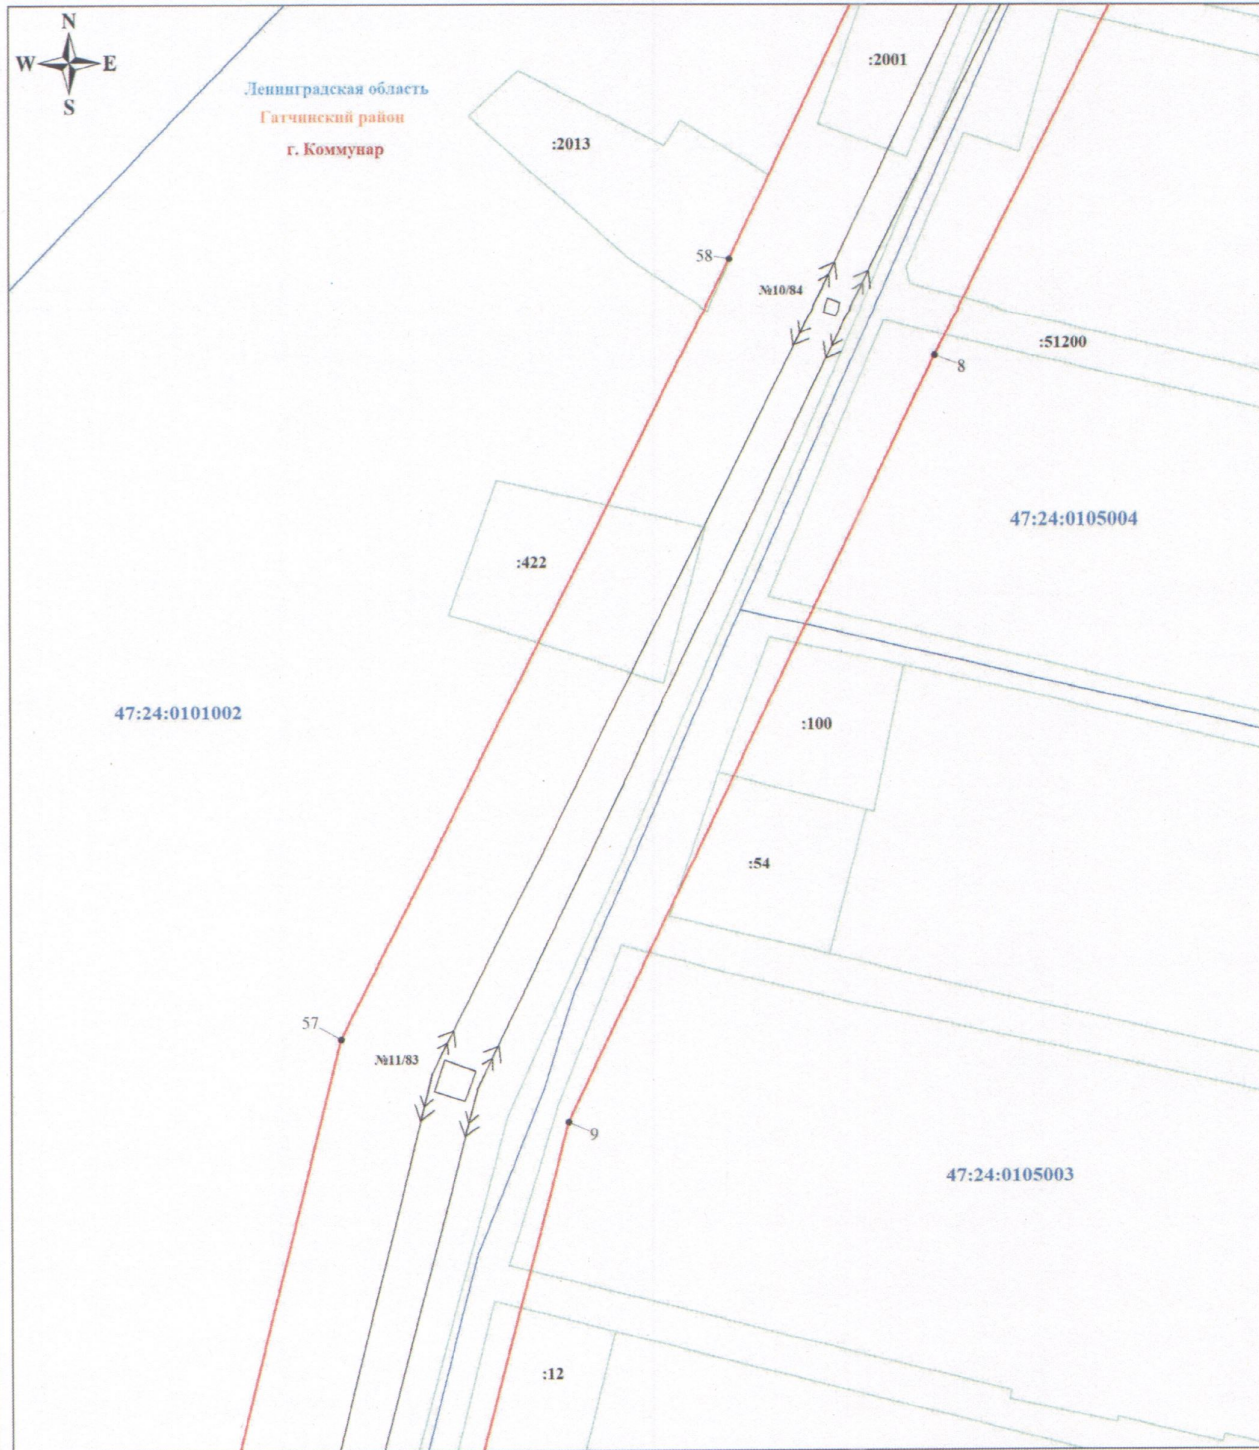 N
W E
S
Ленинградская область
Гатчинский район
г. Коммунар
:2001
:2013
58
№10/84
:51200
8
47:24:0105004
:422
47:24:0101002
:100
:54
57
№11/83
9
47:24:0105003
:12